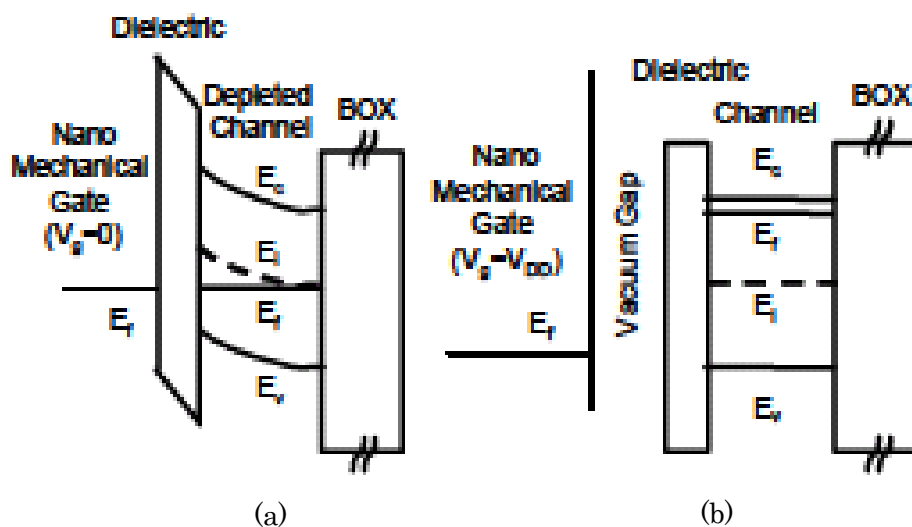 Dielectric
Depleted
Channel
BOX
Nano
Mechanical
Gate
(Vg=0)
Ec
Ei
Ef
Ef
Ev
(a)
Dielectric
Channel
BOX
Nano
Mechanical
Gate
(Vg=VDD)
Vacuum Gap
Ec
Ef
Ei
Ef
Ev
(b)